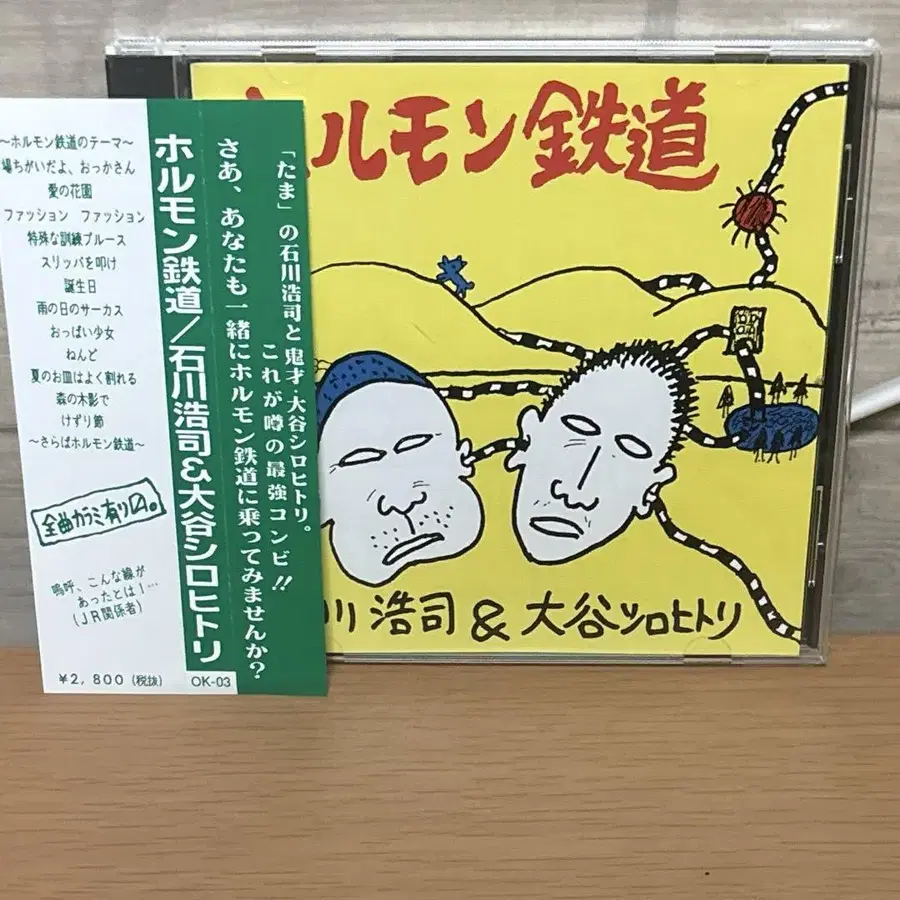 ルモン鉄道
川 浩司 & 大谷シロヒトリ
「たま」の石川浩司と鬼才・大谷シロヒトリ。
これが噂の最強コンビ!!
さあ、あなたも一緒にホルモン鉄道に乗ってみませんか?
ホルモン鉄道/石川浩司&大谷シロヒトリ
OK-03
～ホルモン鉄道のテーマ～
場ちがいだよ、おっかさん
愛の花園
ファッション ファッション
特殊な訓練ブルース
スリッパを叩け
誕生日
雨の日のサーカス
おっぱい少女
ねんど
夏のお皿はよく割れる
森の木影で
けずり節
～さらばホルモン鉄道～
全曲カラミ有り〼。
嗚呼、こんな線が
あったとは!…
(JR関係者)
¥2,800(税抜)